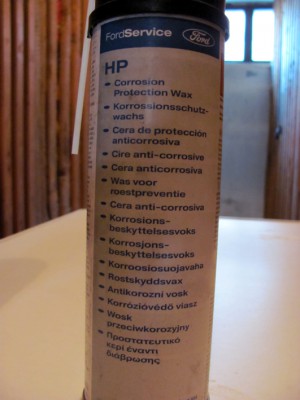 FordService Ford
HP
- Corrosion
Protection Wax
- Korrossionsschutz-
wachs
- Cera de protección
anticorrosiva
- Cire anti-corrosive
- Cera anticorrosiva
- Was voor
roestpreventie
- Cera anti-corrosiva
- Korrosions-
beskyttelsesvoks
- Korrosjons-
beskyttelsesvoks
- Korroosiosuojavaha
- Rostskyddsvax
- Antikorozní vosk
- Korrózióvédő viasz
- Wosk
przeciwkorozyjny
- Προστατευτικό
κερί έναντι
διάβρωσης